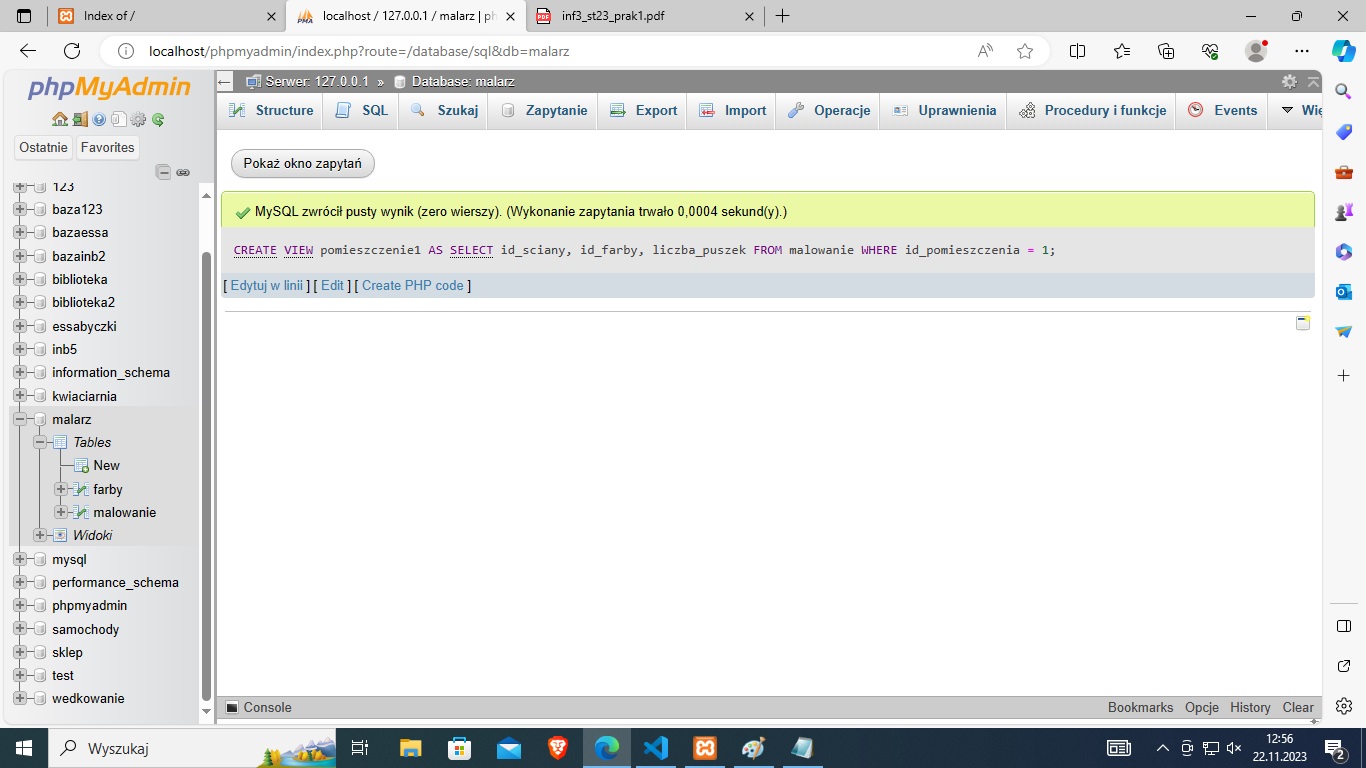 Index of /
localhost / 127.0.0.1 / malarz | ph
inf3_st23_prak1.pdf
localhost/phpmyadmin/index.php?route=/database/sql&db=malarz
phpMyAdmin
Ostatnie
Favorites
123
baza123
bazaessa
bazainb2
biblioteka
biblioteka2
essabyczki
inb5
information_schema
kwiaciarnia
malarz
Tables
New
farby
malowanie
Widoki
mysql
performance_schema
phpmyadmin
samochody
sklep
test
wedkowanie
Serwer: 127.0.0.1 » Database: malarz
Structure SQL Szukaj Zapytanie Export Import Operacje Uprawnienia Procedury i funkcje Events Wię
Pokaż okno zapytań
MySQL zwrócił pusty wynik (zero wierszy). (Wykonanie zapytania trwało 0,0004 sekund(y).)
CREATE VIEW pomieszczenie1 AS SELECT id_sciany, id_farby, liczba_puszek FROM malowanie WHERE id_pomieszczenia = 1;
[ Edytuj w linii ] [ Edit ] [ Create PHP code ]
Console
Bookmarks Opcje History Clear
Wyszukaj
12:56
22.11.2023
2